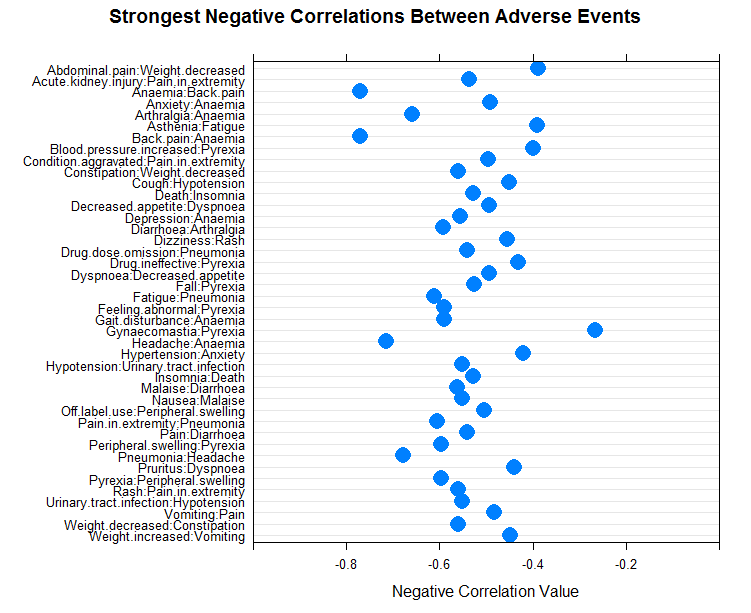 Strongest Negative Correlations Between Adverse Events
Abdominal.pain:Weight.decreased
Acute.kidney.injury:Pain.in.extremity
Anaemia:Back.pain
Anxiety:Anaemia
Arthralgia:Anaemia
Asthenia:Fatigue
Back.pain:Anaemia
Blood.pressure.increased:Pyrexia
Condition.aggravated:Pain.in.extremity
Constipation:Weight.decreased
Cough:Hypotension
Death:Insomnia
Decreased.appetite:Dyspnoea
Depression:Anaemia
Diarrhoea:Arthralgia
Dizziness:Rash
Drug.dose.omission:Pneumonia
Drug.ineffective:Pyrexia
Dyspnoea:Decreased.appetite
Fall:Pyrexia
Fatigue:Pneumonia
Feeling.abnormal:Pyrexia
Gait.disturbance:Anaemia
Gynaecomastia:Pyrexia
Headache:Anaemia
Hypertension:Anxiety
Hypotension:Urinary.tract.infection
Insomnia:Death
Malaise:Diarrhoea
Nausea:Malaise
Off.label.use:Peripheral.swelling
Pain.in.extremity:Pneumonia
Pain:Diarrhoea
Peripheral.swelling:Pyrexia
Pneumonia:Headache
Pruritus:Dyspnoea
Pyrexia:Peripheral.swelling
Rash:Pain.in.extremity
Urinary.tract.infection:Hypotension
Vomiting:Pain
Weight.decreased:Constipation
Weight.increased:Vomiting
-0.8 -0.6 -0.4 -0.2
Negative Correlation Value